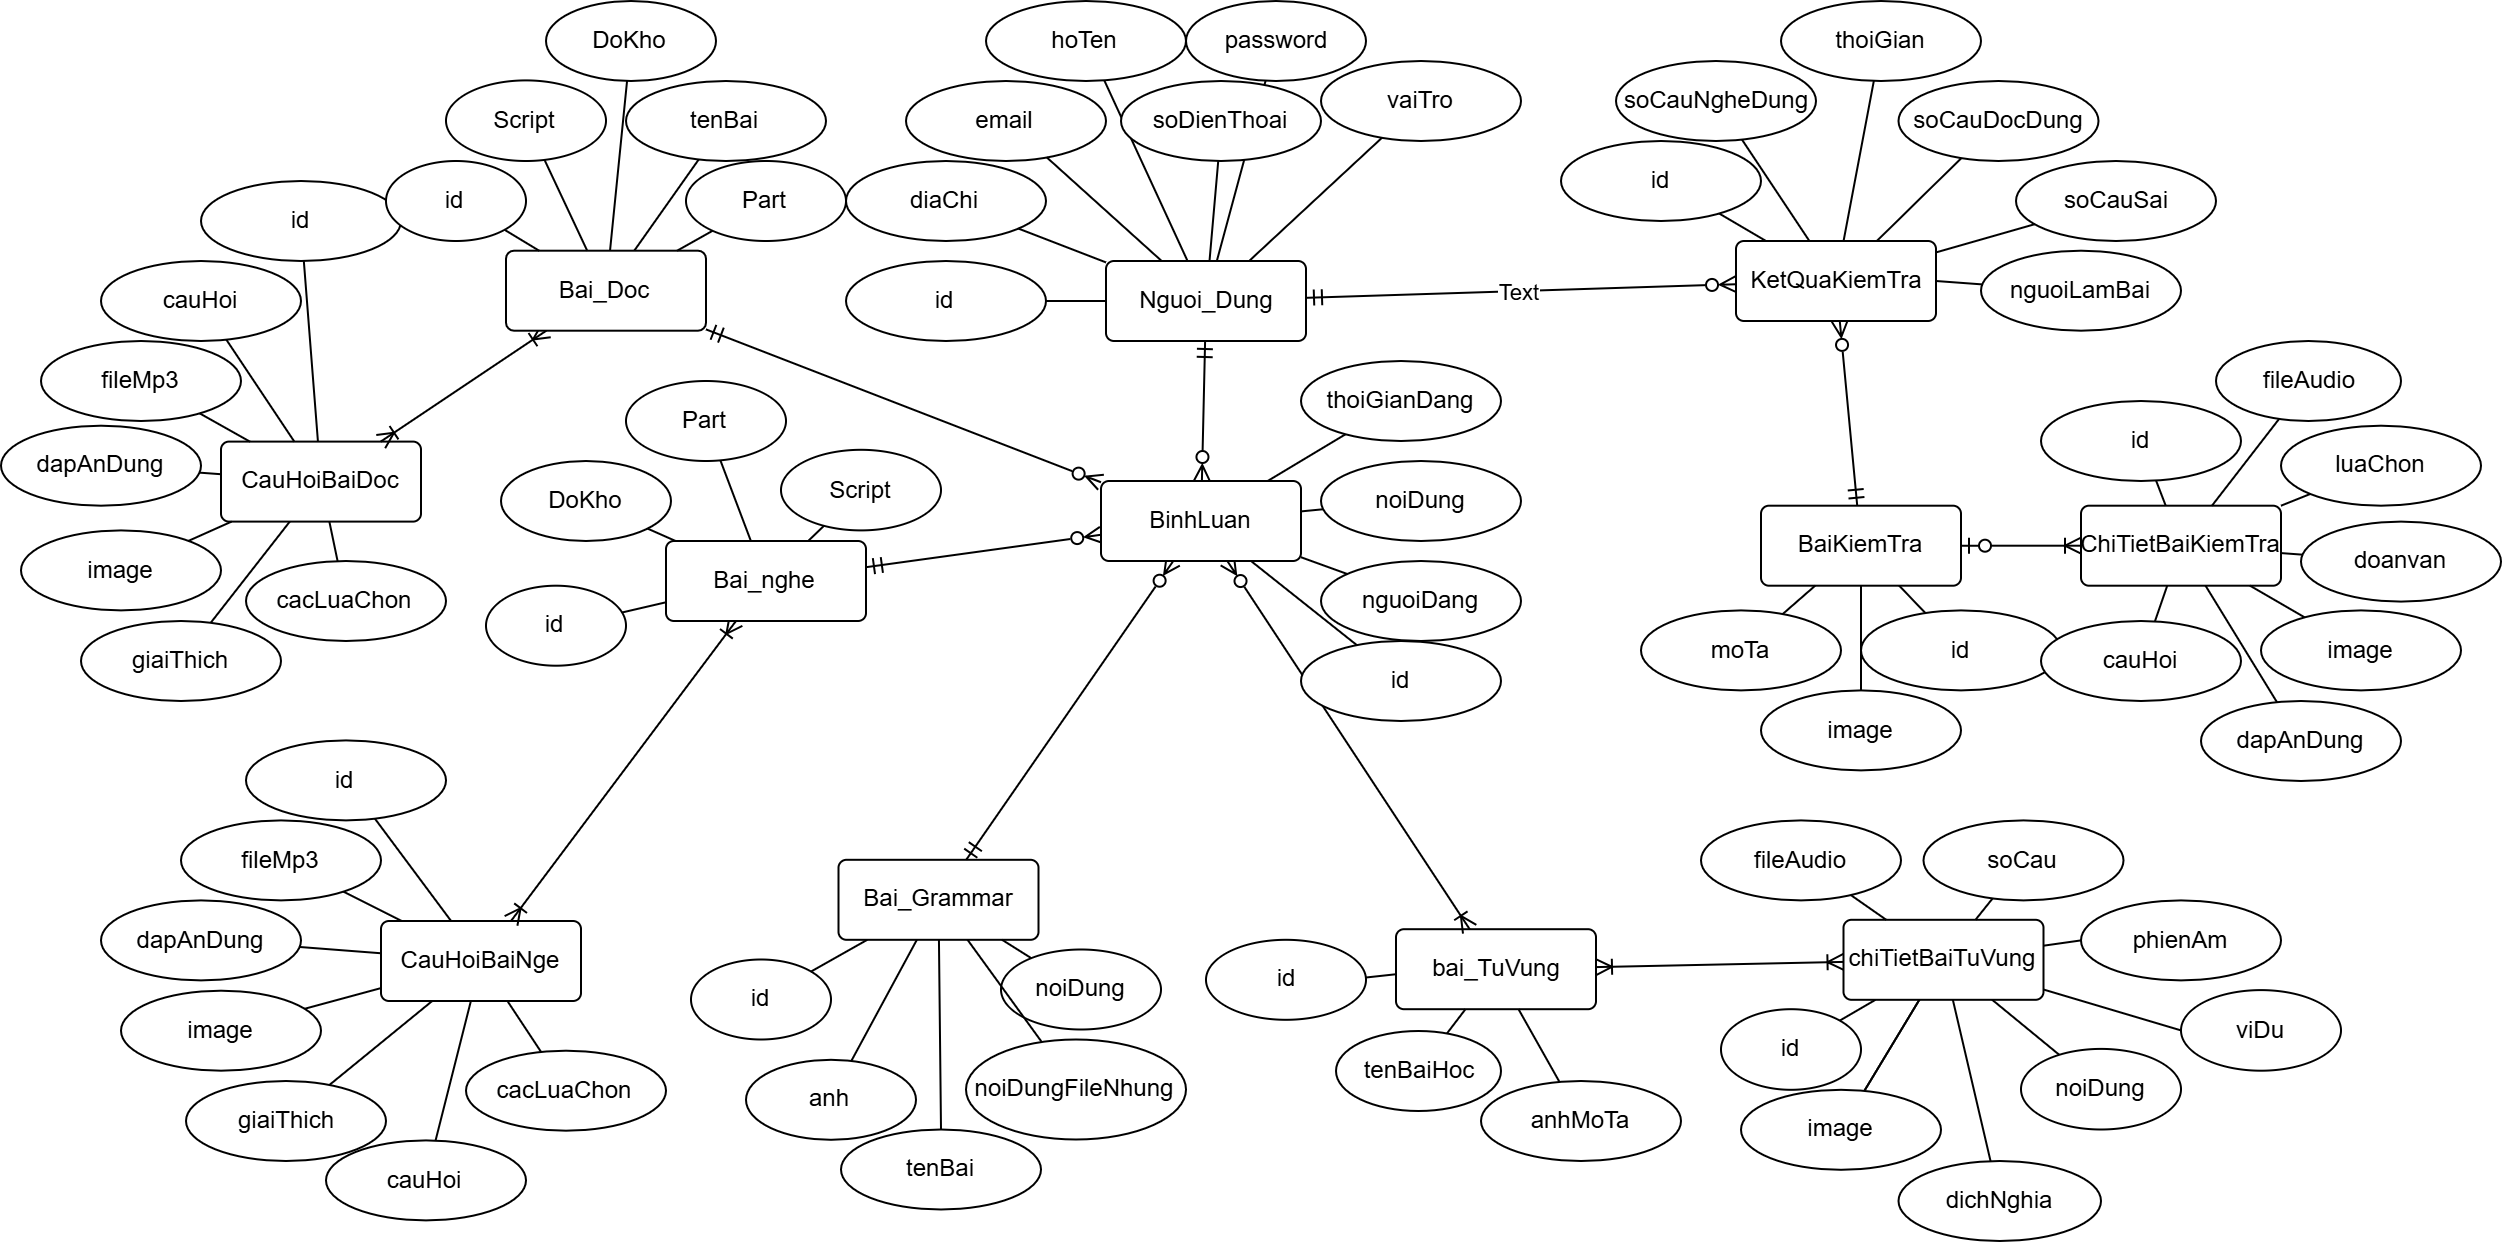 DoKho
hoTen
password
thoiGian
Script
tenBai
email
soDienThoai
vaiTro
soCauNgheDung
soCauDocDung
id
id
Part
diaChi
id
soCauSai
Bai_Doc
id
Nguoi_Dung
Text
KetQuaKiemTra
nguoiLamBai
cauHoi
fileMp3
Part
thoiGianDang
fileAudio
id
dapAnDung
CauHoiBaiDoc
DoKho
Script
BinhLuan
noiDung
luaChon
image
cacLuaChon
giaiThich
id
Bai_nghe
nguoiDang
id
BaiKiemTra
ChiTietBaiKiemTra
doanvan
moTa
id
cauHoi
image
image
dapAnDung
id
fileMp3
dapAnDung
CauHoiBaiNge
image
giaiThich
cacLuaChon
cauHoi
Bai_Grammar
id
noiDung
anh
noiDungFileNhung
tenBai
id
bai_TuVung
tenBaiHoc
anhMoTa
fileAudio
soCau
chiTietBaiTuVung
phienAm
viDu
id
noiDung
image
dichNghia